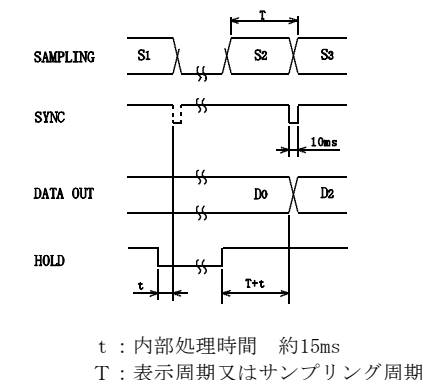 T
SAMPLING S1 S2 S3
SYNC
10ms
DATA OUT D0 D2
HOLD
t T+t
t：内部処理時間　約15ms
T：表示周期又はサンプリング周期